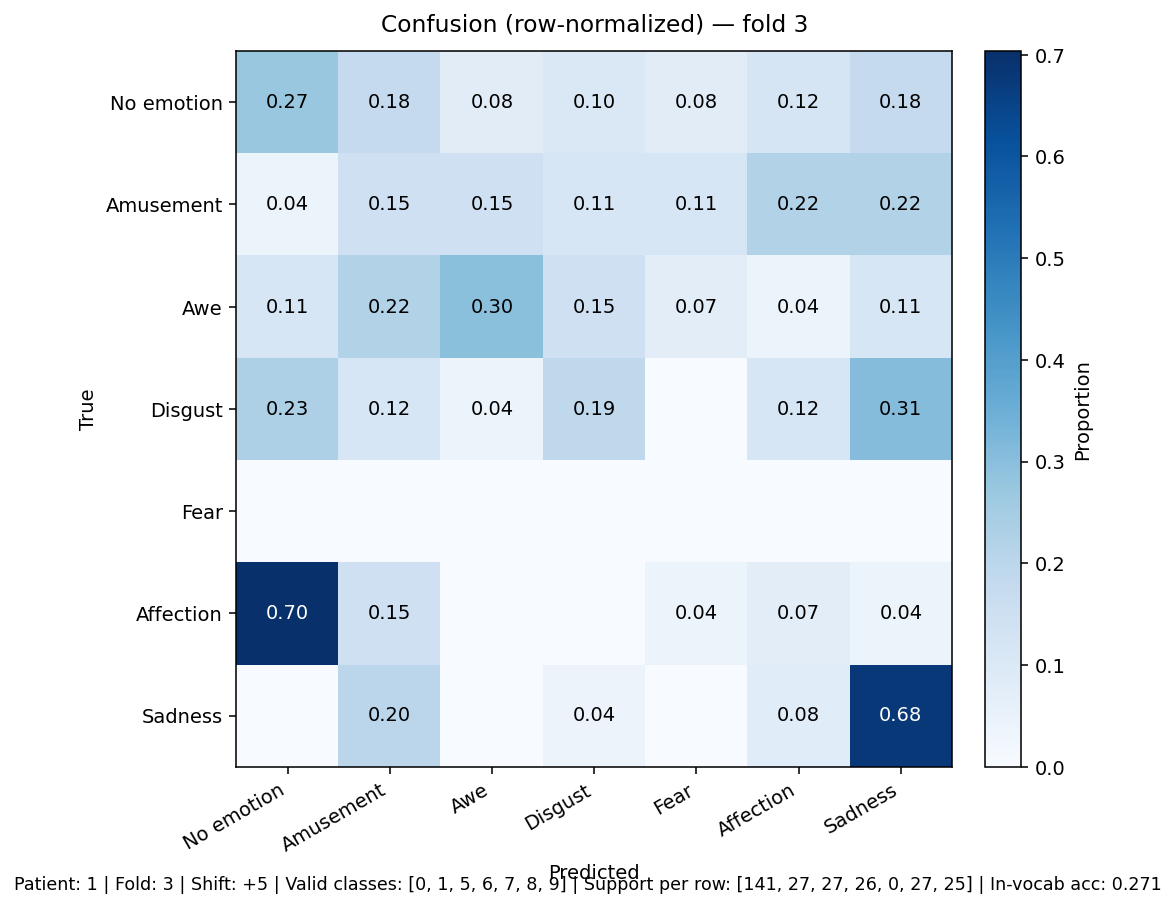 Confusion (row-normalized) — fold 3
No emotion 0.27 0.18 0.08 0.10 0.08 0.12 0.18
Amusement 0.04 0.15 0.15 0.11 0.11 0.22 0.22
Awe 0.11 0.22 0.30 0.15 0.07 0.04 0.11
Disgust 0.23 0.12 0.04 0.19 0.12 0.31
Fear
Affection 0.70 0.15 0.04 0.07 0.04
Sadness 0.20 0.04 0.08 0.68
True
No emotion Amusement Awe Disgust Fear Affection Sadness
Predicted
0.7
0.6
0.5
0.4
0.3
0.2
0.1
0.0
Proportion
Patient: 1 | Fold: 3 | Shift: +5 | Valid classes: [0, 1, 5, 6, 7, 8, 9] | Support per row: [141, 27, 27, 26, 0, 27, 25] | In-vocab acc: 0.271